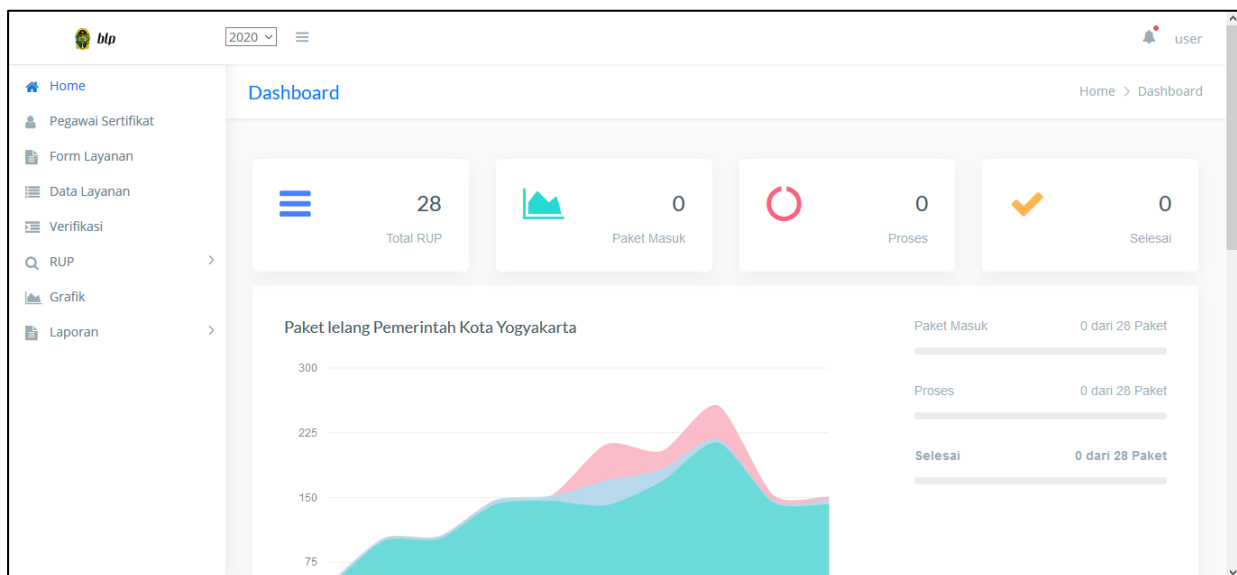 blp
2020
user
Home
Pegawai Sertifikat
Form Layanan
Data Layanan
Verifikasi
RUP
Grafik
Laporan
Dashboard
Home > Dashboard
28
Total RUP
0
Paket Masuk
0
Proses
0
Selesai
Paket lelang Pemerintah Kota Yogyakarta
300
225
150
75
Paket Masuk 0 dari 28 Paket
Proses 0 dari 28 Paket
Selesai 0 dari 28 Paket